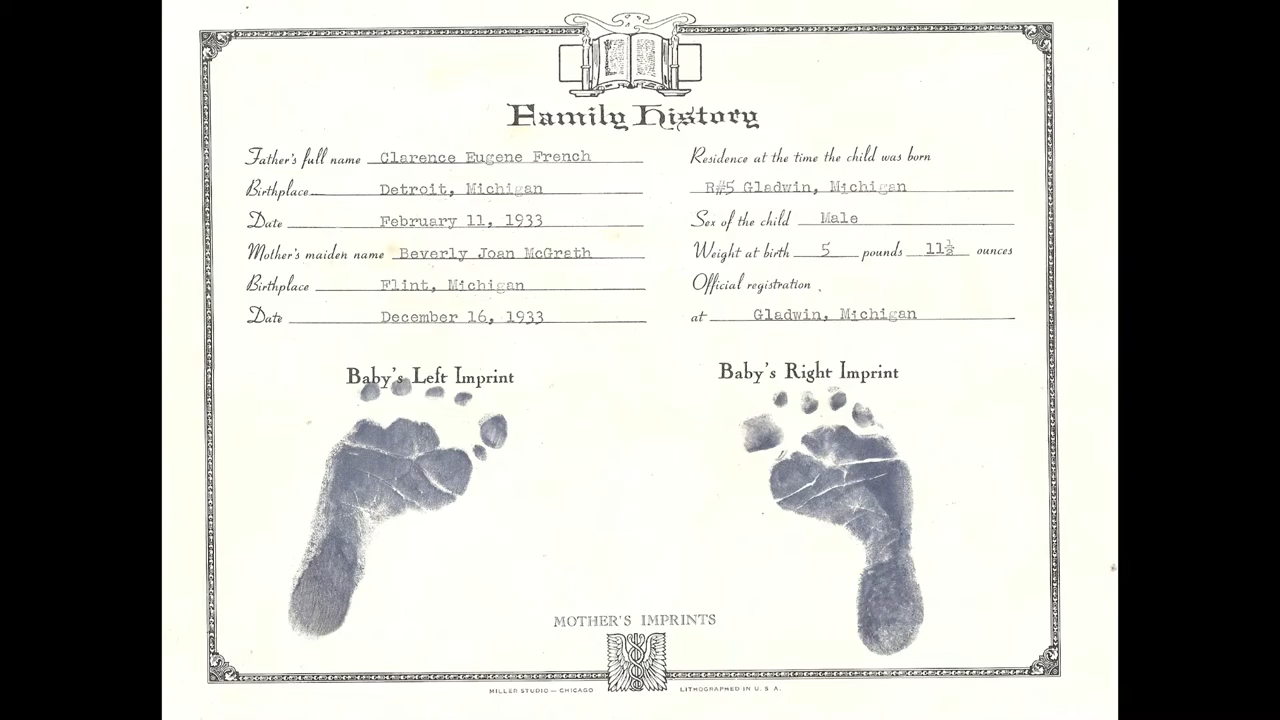 Family History
Father's full name Clarence Eugene French
Birthplace Detroit, Michigan
Date February 11, 1933
Mother's maiden name Beverly Joan McGrath
Birthplace Flint, Michigan
Date December 16, 1933
Residence at the time the child was born
R#5 Gladwin, Michigan
Sex of the child Male
Weight at birth 5 pounds 11½ ounces
Official registration
at Gladwin, Michigan
Baby's Left Imprint
Baby's Right Imprint
MOTHER'S IMPRINTS
MILLER STUDIO — CHICAGO
LITHOGRAPHED IN U. S. A.